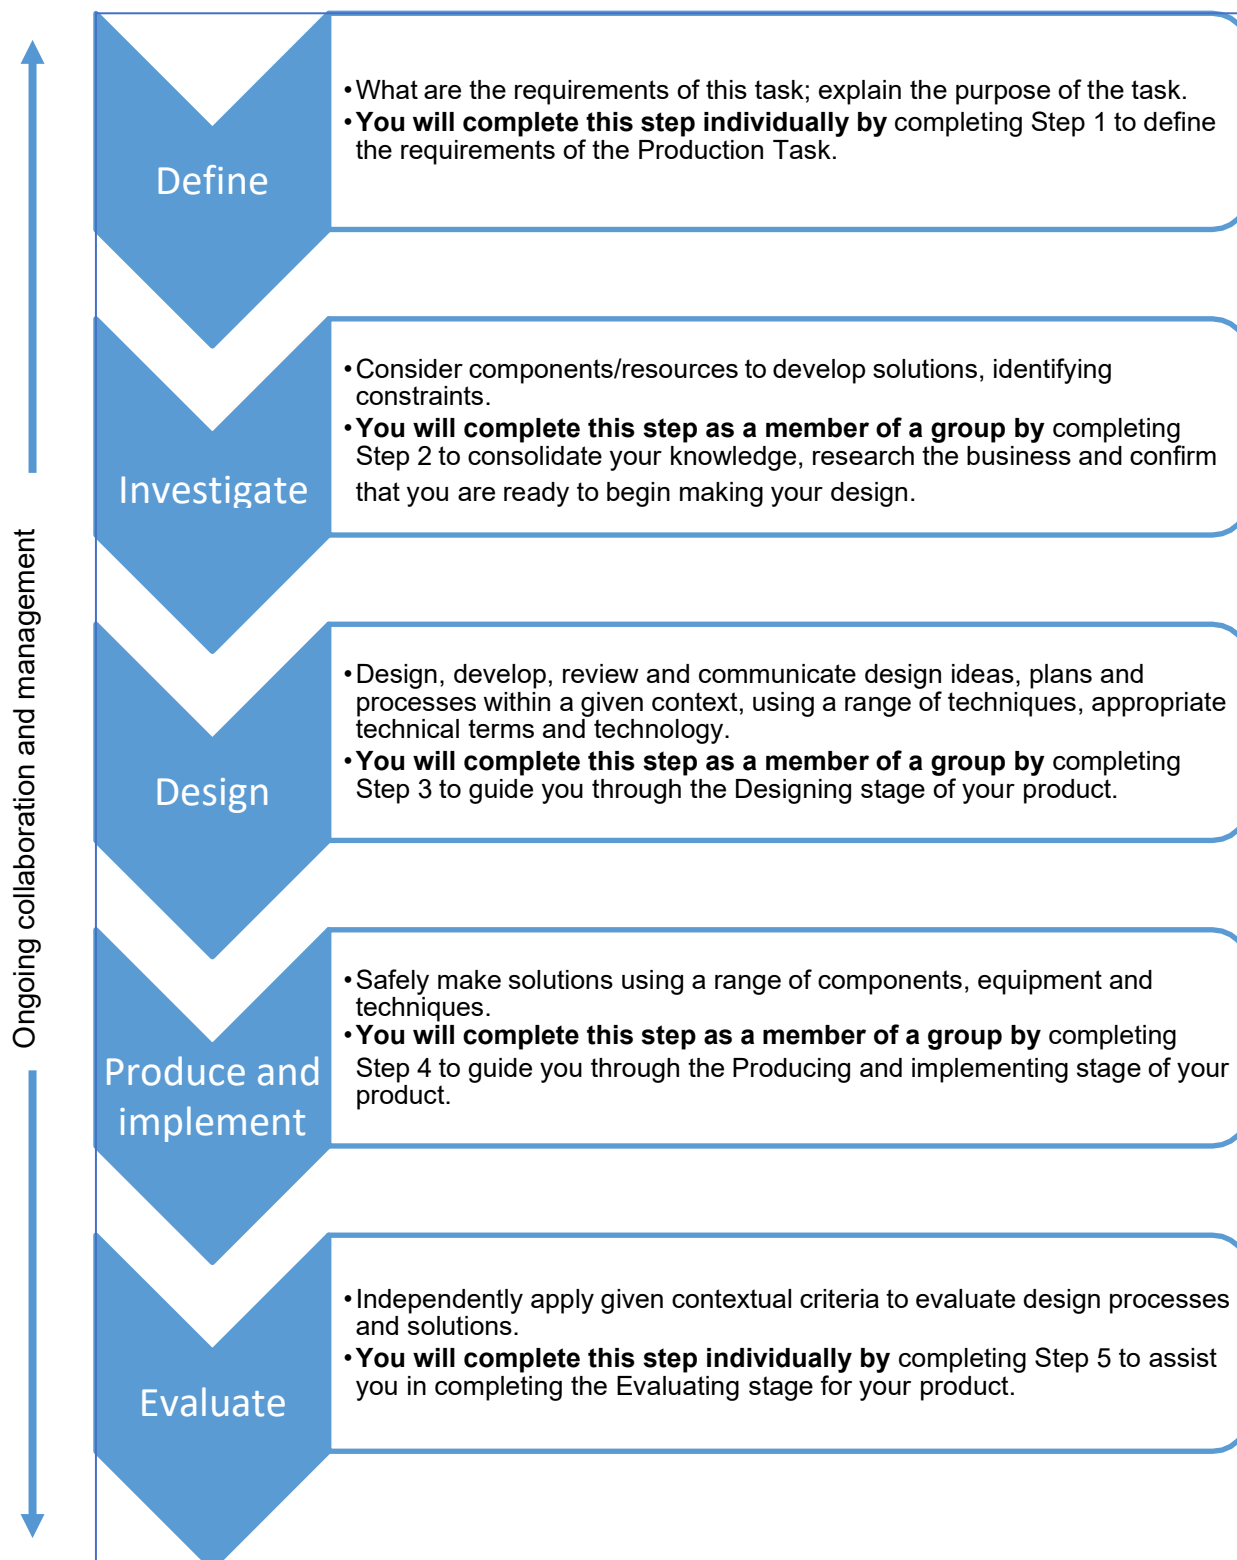 Ongoing collaboration and management
Define
•What are the requirements of this task; explain the purpose of the task.
•You will complete this step individually by completing Step 1 to define
the requirements of the Production Task.
Investigate
•Consider components/resources to develop solutions, identifying
constraints.
•You will complete this step as a member of a group by completing
Step 2 to consolidate your knowledge, research the business and confirm
that you are ready to begin making your design.
Design
•Design, develop, review and communicate design ideas, plans and
processes within a given context, using a range of techniques, appropriate
technical terms and technology.
•You will complete this step as a member of a group by completing
Step 3 to guide you through the Designing stage of your product.
Produce and
implement
•Safely make solutions using a range of components, equipment and
techniques.
•You will complete this step as a member of a group by completing
Step 4 to guide you through the Producing and implementing stage of your
product.
Evaluate
•Independently apply given contextual criteria to evaluate design processes
and solutions.
•You will complete this step individually by completing Step 5 to assist
you in completing the Evaluating stage for your product.